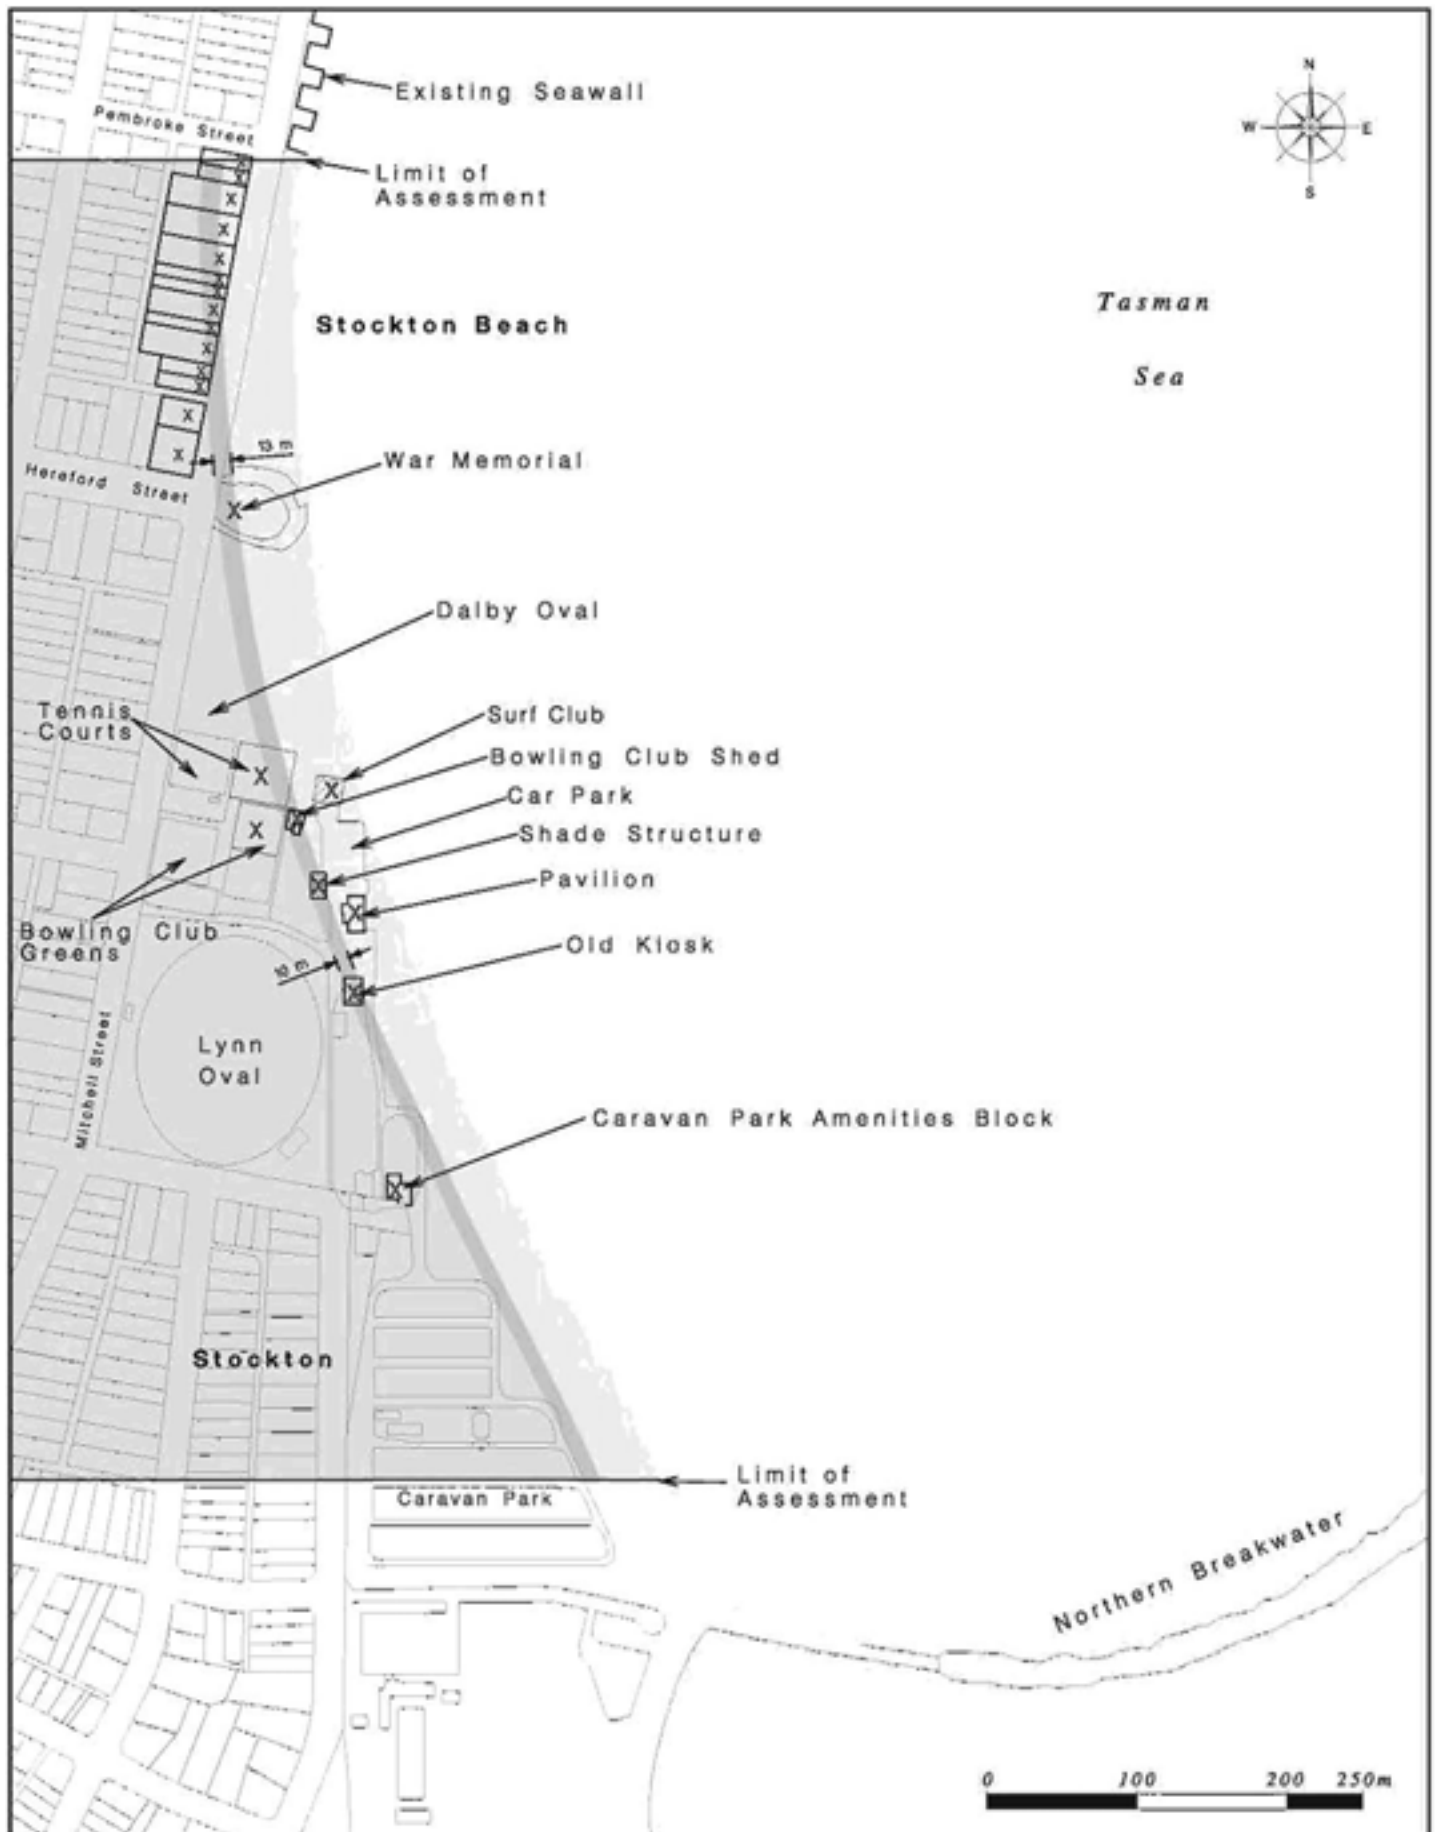 Existing Seawall
N
W E
S
Pembroke Street
Limit of
Assessment
Tasman
Stockton Beach
Sea
13 m
War Memorial
Hereford Street
Dalby Oval
Tennis
Courts
Surf Club
Bowling Club Shed
Car Park
Shade Structure
Pavilion
Bowling Club
Greens
Old Kiosk
10 m
Lynn
Oval
Mitchell Street
Caravan Park Amenities Block
Stockton
Limit of
Assessment
Caravan Park
Northern Breakwater
0 100 200 250m